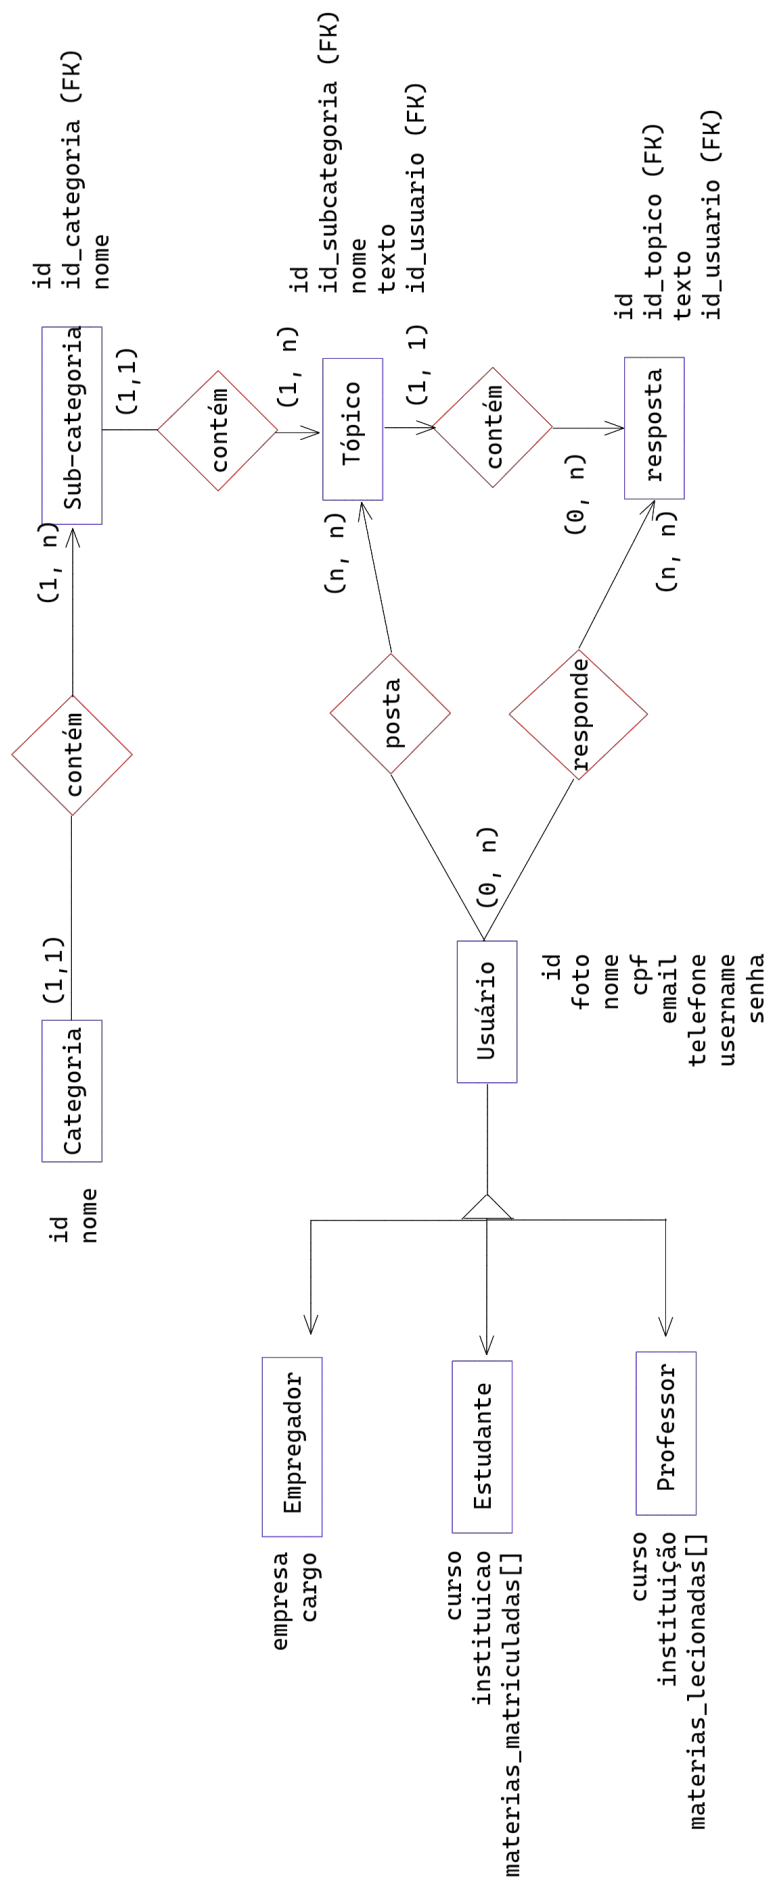 id
nome
Categoria
(1,1)
contém
(1, n)
Sub-categoria
id
id_categoria (FK)
nome
(1,1)
contém
(1, n)
Tópico
id
id_subcategoria (FK)
nome
texto
id_usuario (FK)
(1, 1)
contém
(0, n)
resposta
id
id_topico (FK)
texto
id_usuario (FK)
(n, n)
posta
(n, n)
responde
(0, n)
Usuário
id
foto
nome
cpf
email
telefone
username
senha
Empregador
empresa
cargo
Estudante
curso
instituicao
materias_matriculadas[]
Professor
curso
instituição
materias_lecionadas[]